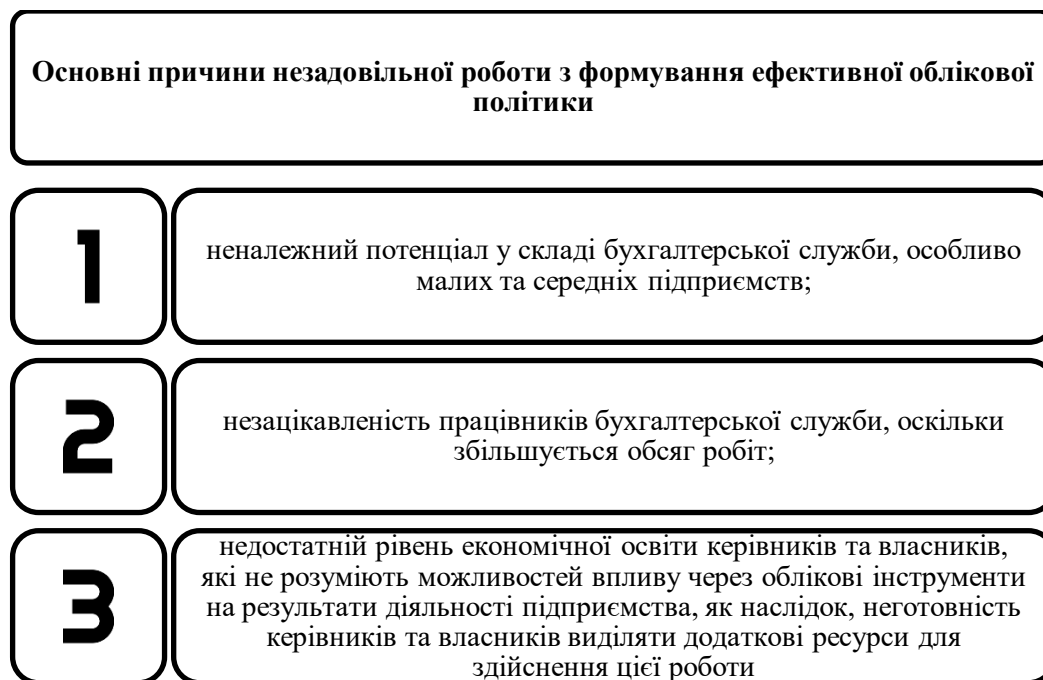 Основні причини незадовільної роботи з формування ефективної облікової
політики
1
неналежний потенціал у складі бухгалтерської служби, особливо
малих та середніх підприємств;
2
незацікавленість працівників бухгалтерської служби, оскільки
збільшується обсяг робіт;
3
недостатній рівень економічної освіти керівників та власників,
які не розуміють можливостей впливу через облікові інструменти
на результати діяльності підприємства, як наслідок, неготовність
керівників та власників виділяти додаткові ресурси для
здійснення цієї роботи